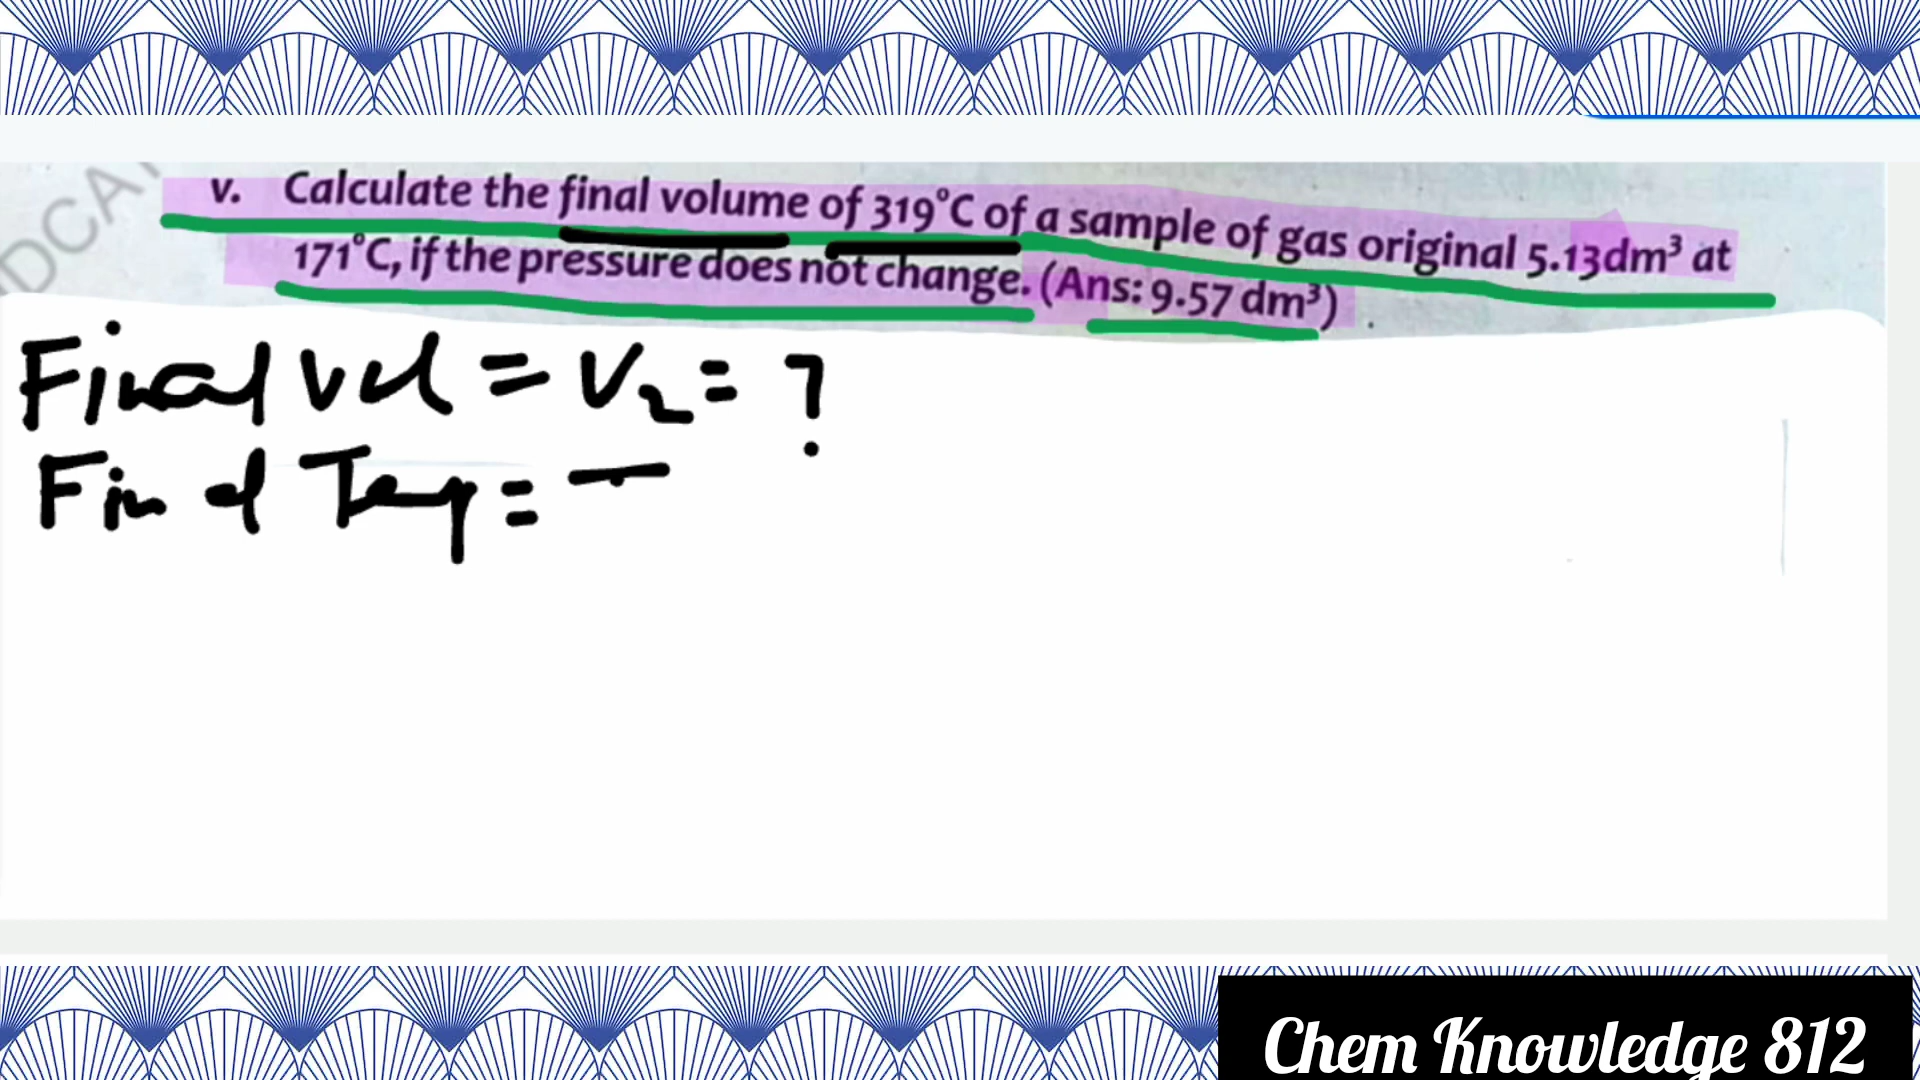 DCAT
v. Calculate the final volume of 319°C of a sample of gas original 5.13dm³ at
171°C, if the pressure does not change. (Ans: 9.57 dm³)
Final vol = V₂ = ?
Final Temp = T
Chem Knowledge 812